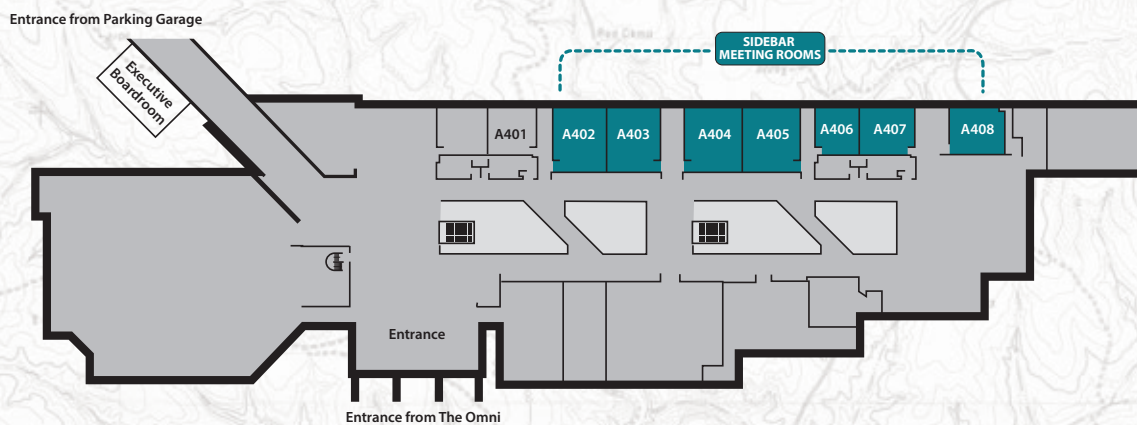 Entrance from Parking Garage
Executive
Boardroom
SIDEBAR
MEETING ROOMS
A401
A402
A403
A404
A405
A406
A407
A408
Entrance
Entrance from The Omni